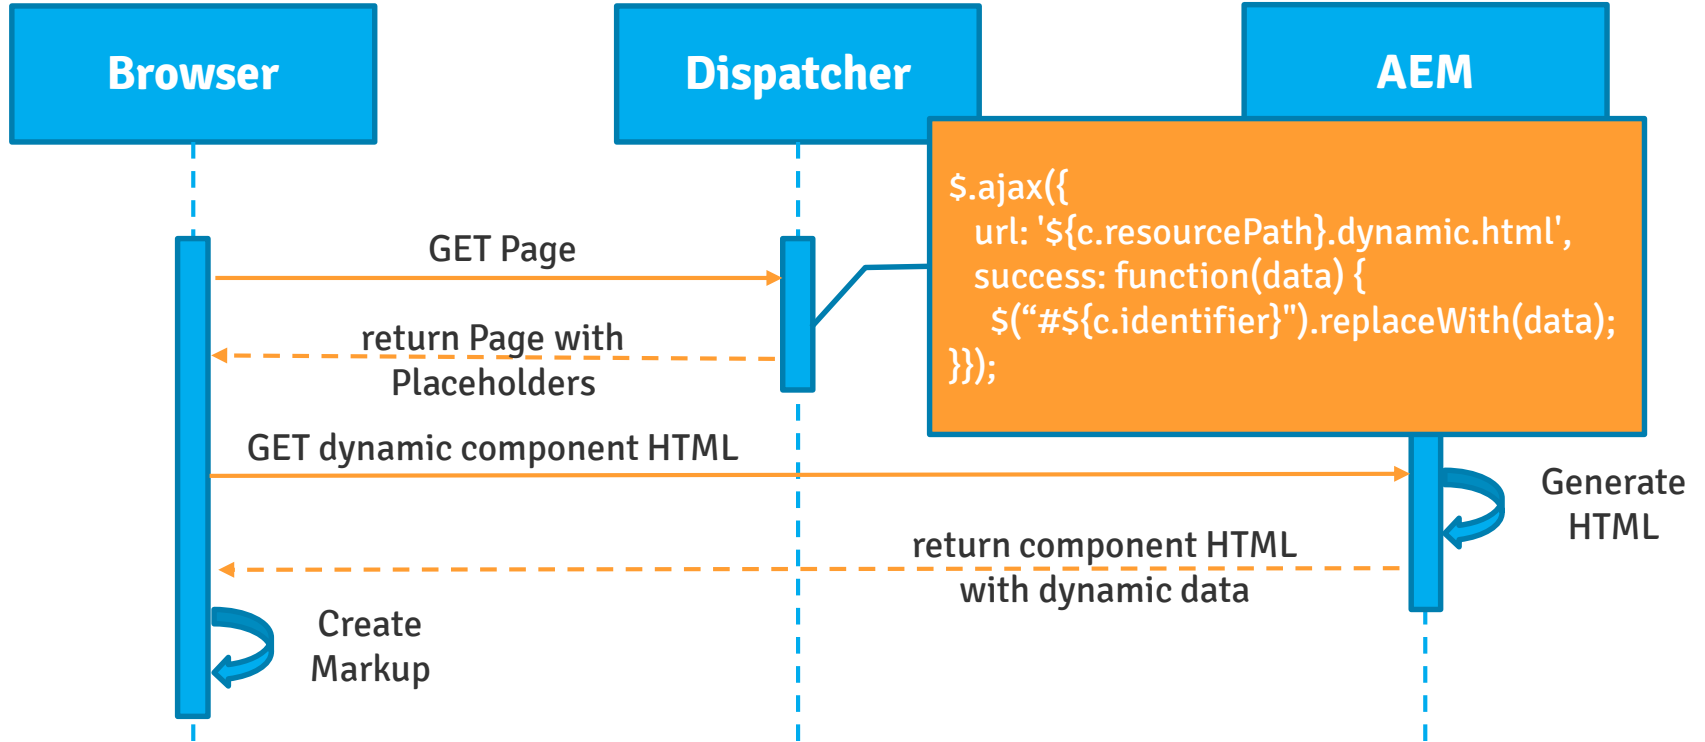 Browser
Dispatcher
AEM
$.ajax({
url: '${c.resourcePath}.dynamic.html',
success: function(data) {
$(“#${c.identifier}").replaceWith(data);
}});
GET Page
return Page with
Placeholders
GET dynamic component HTML
Generate
HTML
return component HTML
with dynamic data
Create
Markup